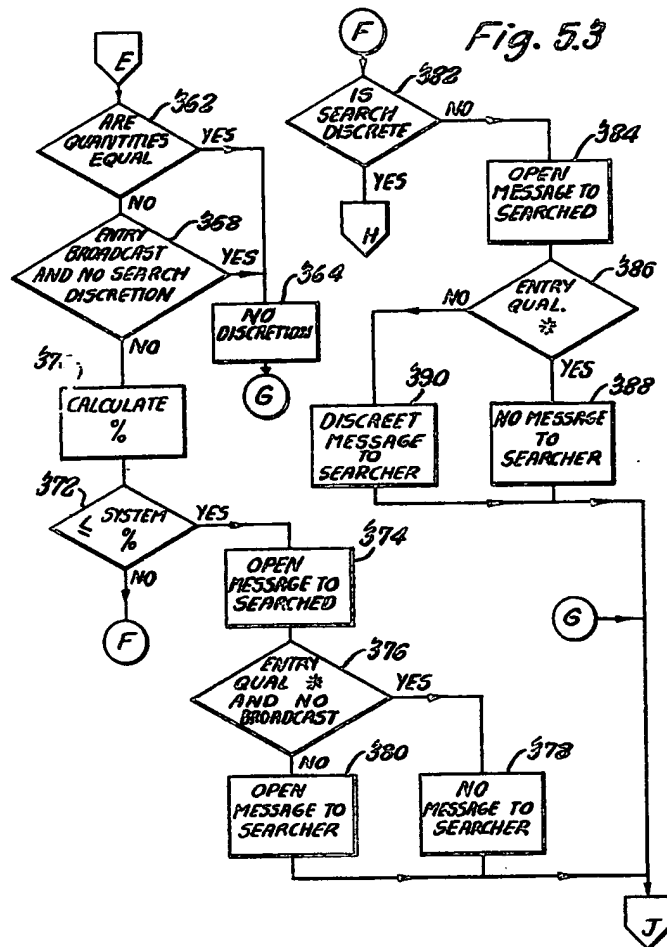 Fig. 5.3
E
362
ARE
QUANTITIES
EQUAL
YES
NO
368
ENTRY
BROADCAST
AND NO SEARCH
DISCRETION
YES
NO
364
NO
DISCRETION
G
CALCULATE
%
372
≤ SYSTEM
%
YES
NO
F
374
OPEN
MESSAGE TO
SEARCHED
376
ENTRY
QUAL *
AND NO
BROADCAST
YES
NO
380
OPEN
MESSAGE TO
SEARCHER
378
NO
MESSAGE TO
SEARCHER
F
382
IS
SEARCH
DISCRETE
NO
YES
H
384
OPEN
MESSAGE TO
SEARCHED
386
ENTRY
QUAL.
*
NO
YES
390
DISCREET
MESSAGE
TO
SEARCHER
388
NO MESSAGE
TO
SEARCHER
G
J